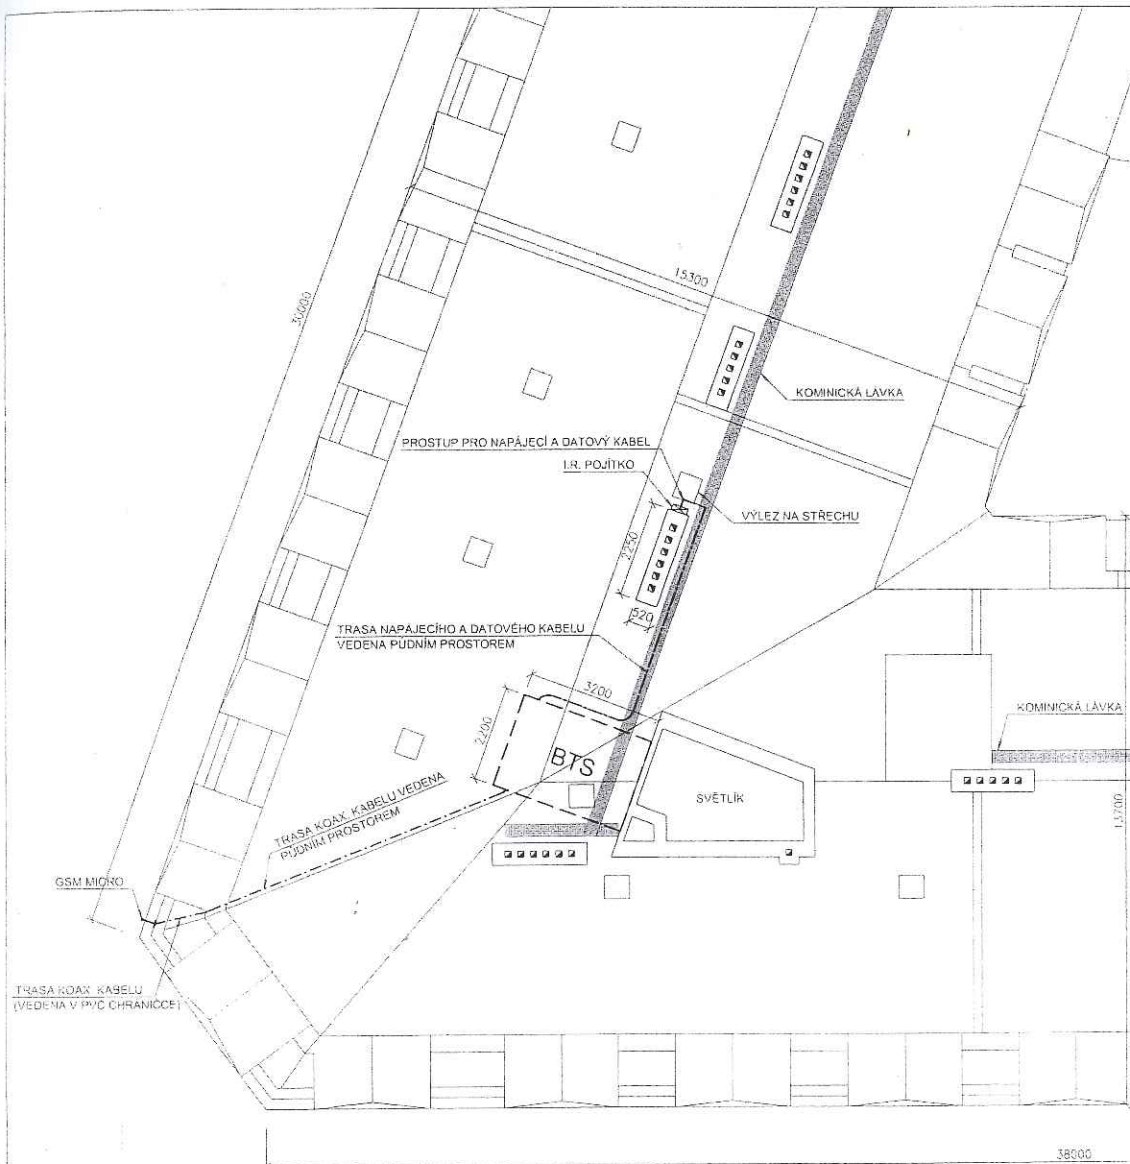 30000
15300
KOMINICKÁ LÁVKA
PROSTUP PRO NAPÁJECÍ A DATOVÝ KABEL
I.R. POJÍTKO
VÝLEZ NA STŘECHU
2250
520
TRASA NAPÁJECÍHO A DATOVÉHO KABELU
VEDENA PŮDNÍM PROSTOREM
3200
2200
BTS
KOMINICKÁ LÁVKA
SVĚTLÍK
13700
TRASA KOAX. KABELU VEDENA
PŮDNÍM PROSTOREM
GSM MICRO
TRASA KOAX. KABELU
(VEDENA V PVC CHRÁNIČCE)
38000